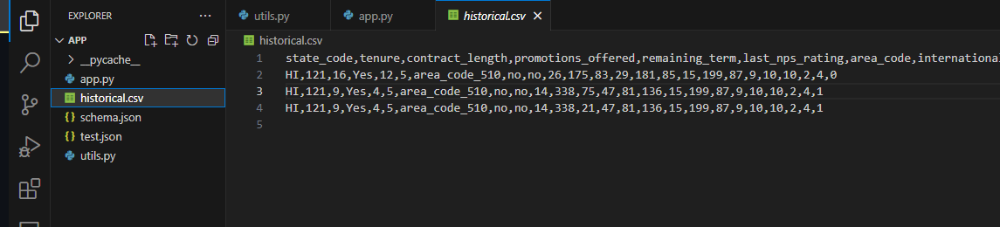 EXPLORER
APP
__pycache__
app.py
historical.csv
schema.json
test.json
utils.py
utils.py
app.py
historical.csv
historical.csv
1 state_code,tenure,contract_length,promotions_offered,remaining_term,last_nps_rating,area_code,internationa
2 HI,121,16,Yes,12,5,area_code_510,no,no,26,175,83,29,181,85,15,199,87,9,10,10,2,4,0
3 HI,121,9,Yes,4,5,area_code_510,no,no,14,338,75,47,81,136,15,199,87,9,10,10,2,4,1
4 HI,121,9,Yes,4,5,area_code_510,no,no,14,338,21,47,81,136,15,199,87,9,10,10,2,4,1
5